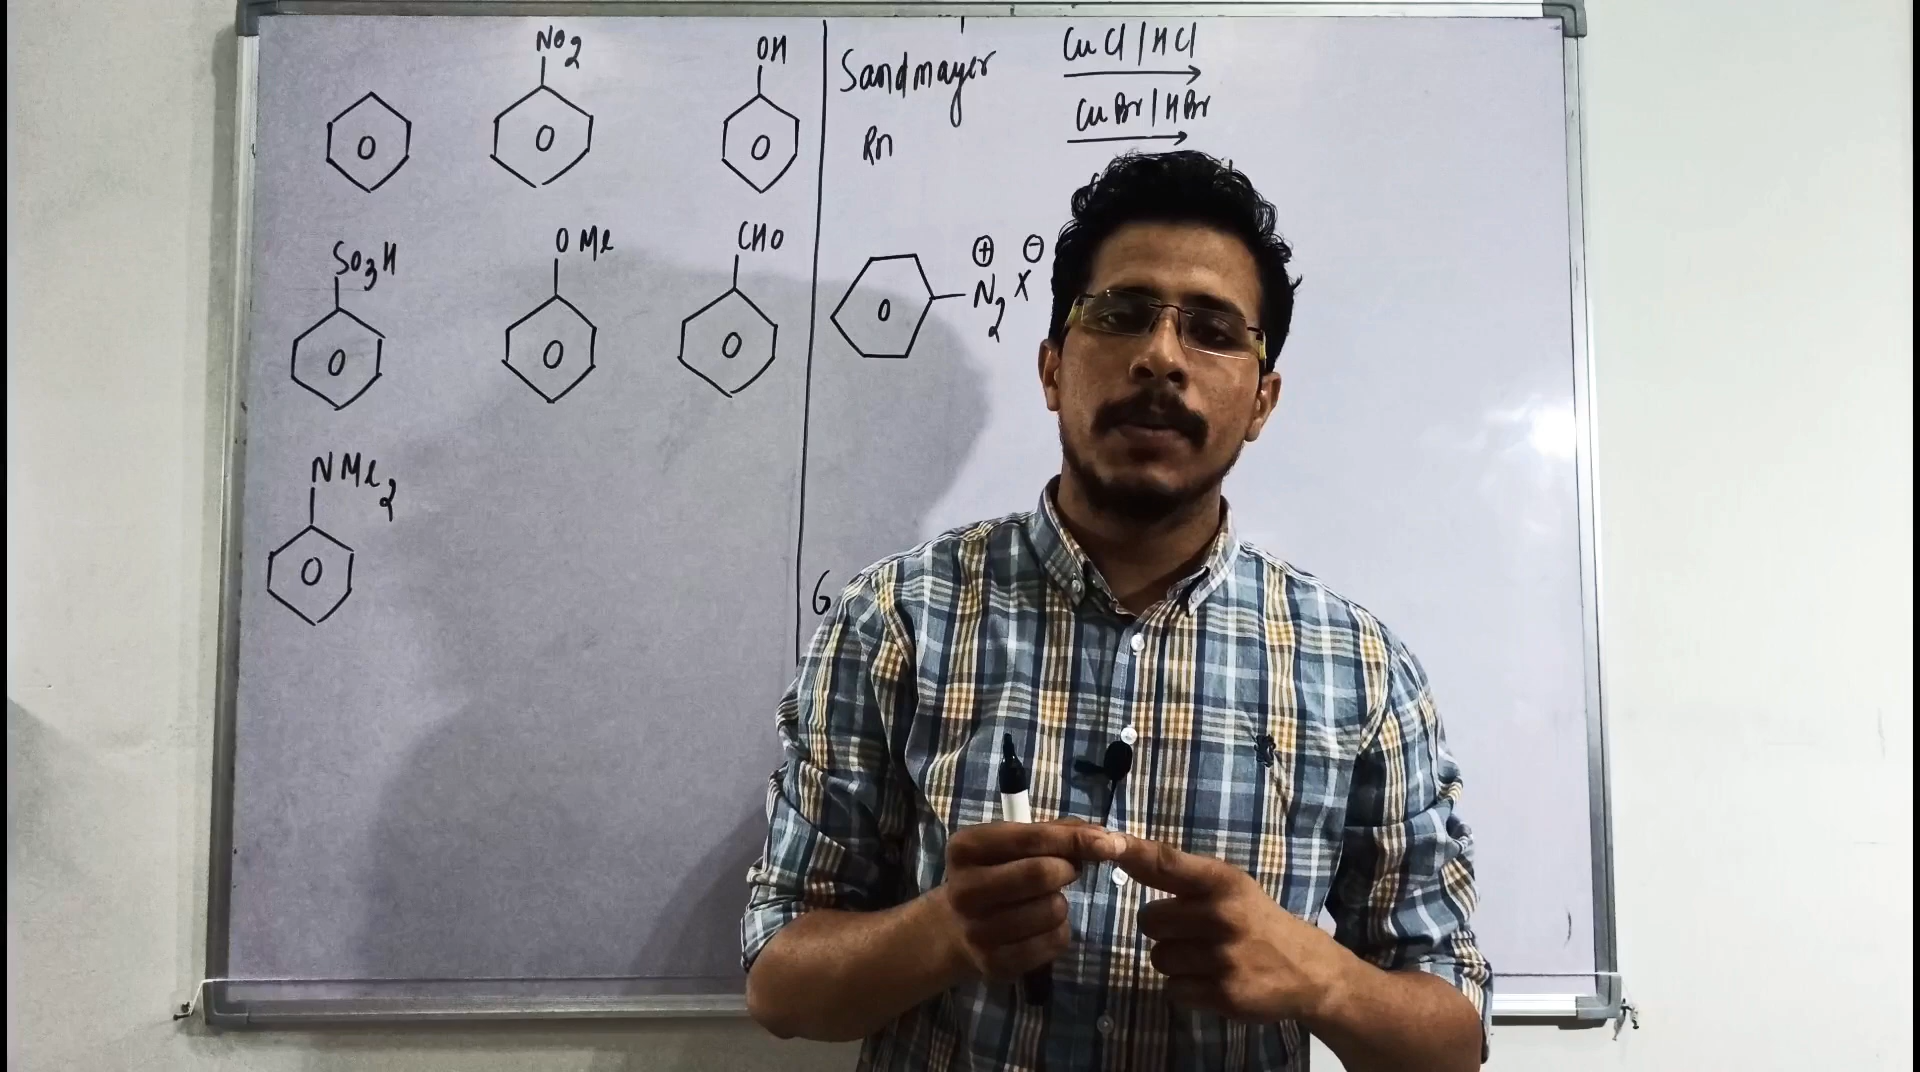 NO2
OH
SO3H
OMe
CHO
NMe2
Sandmayer
Rn
CuCl/HCl
CuBr/HBr
⊕ ⊖
N2 X
G